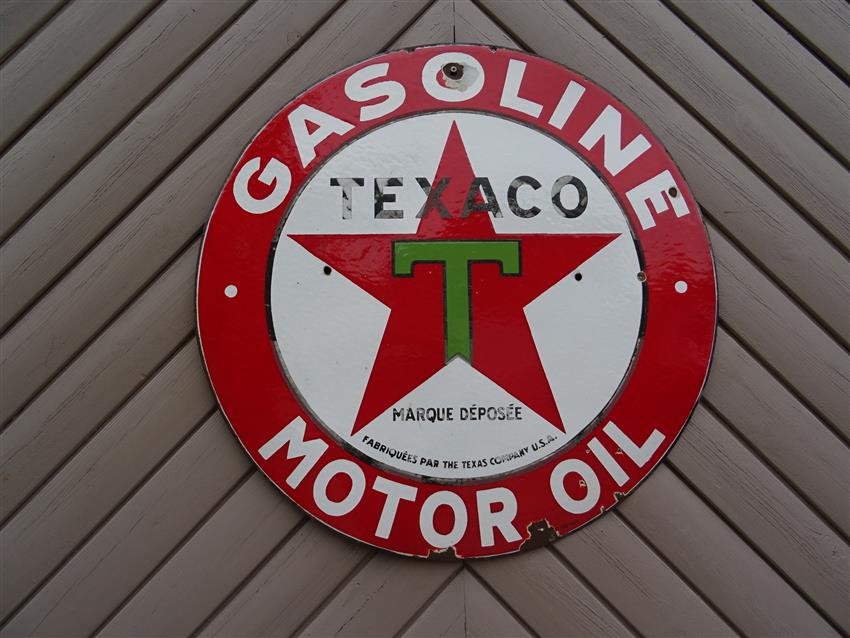 GASOLINE
TEXACO
T
MARQUE DÉPOSÉE
FABRIQUÉES PAR THE TEXAS COMPANY U.S.A.
MOTOR OIL